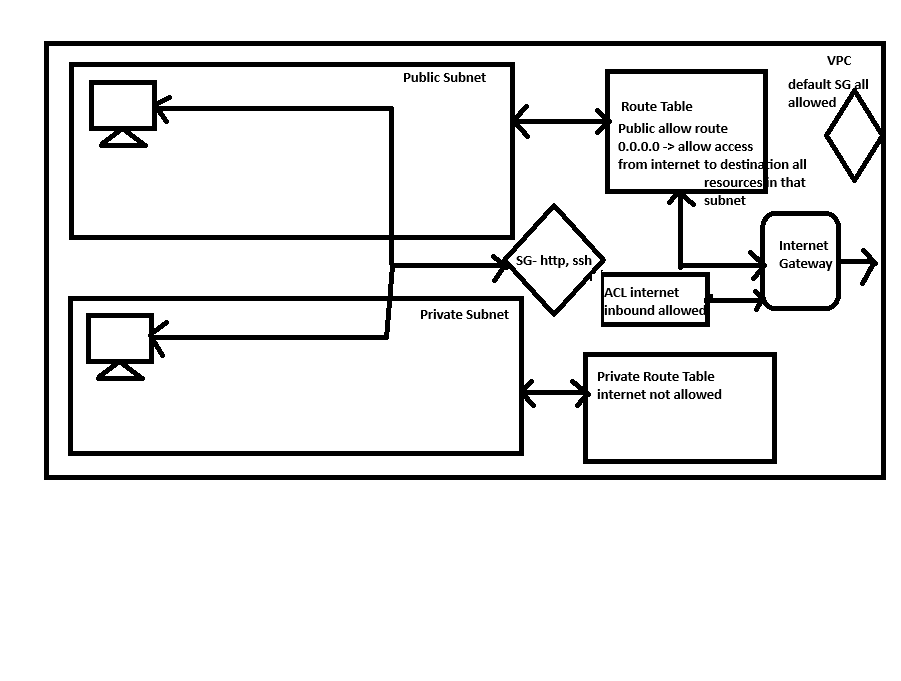 VPC
default SG all
allowed
Public Subnet
Route Table
Public allow route
0.0.0.0 -> allow access
from internet to destination all
resources in that
subnet
SG- http, ssh
Internet
Gateway
ACL internet
inbound allowed
Private Subnet
Private Route Table
internet not allowed